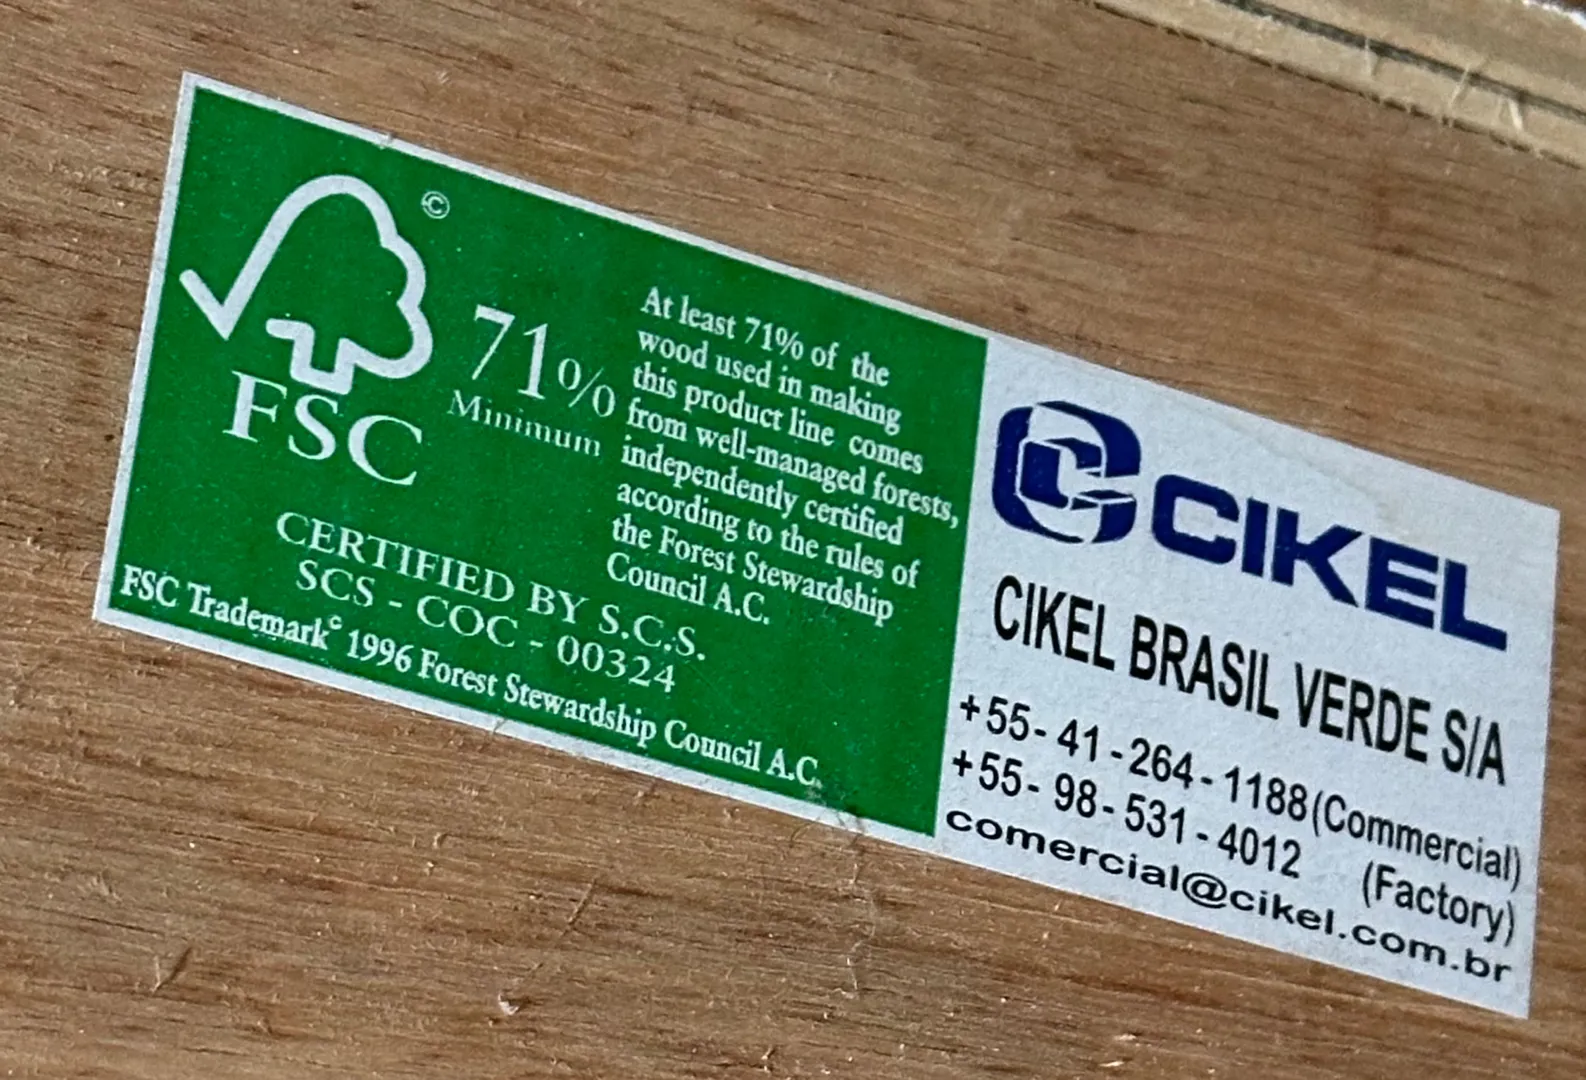 ©
FSC
71%
Minimum
At least 71% of the
wood used in making
this product line comes
from well-managed forests,
independently certified
according to the rules of
the Forest Stewardship
Council A.C.
CERTIFIED BY S.C.S.
SCS - COC - 00324
FSC Trademark© 1996 Forest Stewardship Council A.C.
CIKEL
CIKEL BRASIL VERDE S/A
+55- 41 - 264 - 1188 (Commercial)
+55- 98 - 531 - 4012 (Factory)
comercial@cikel.com.br